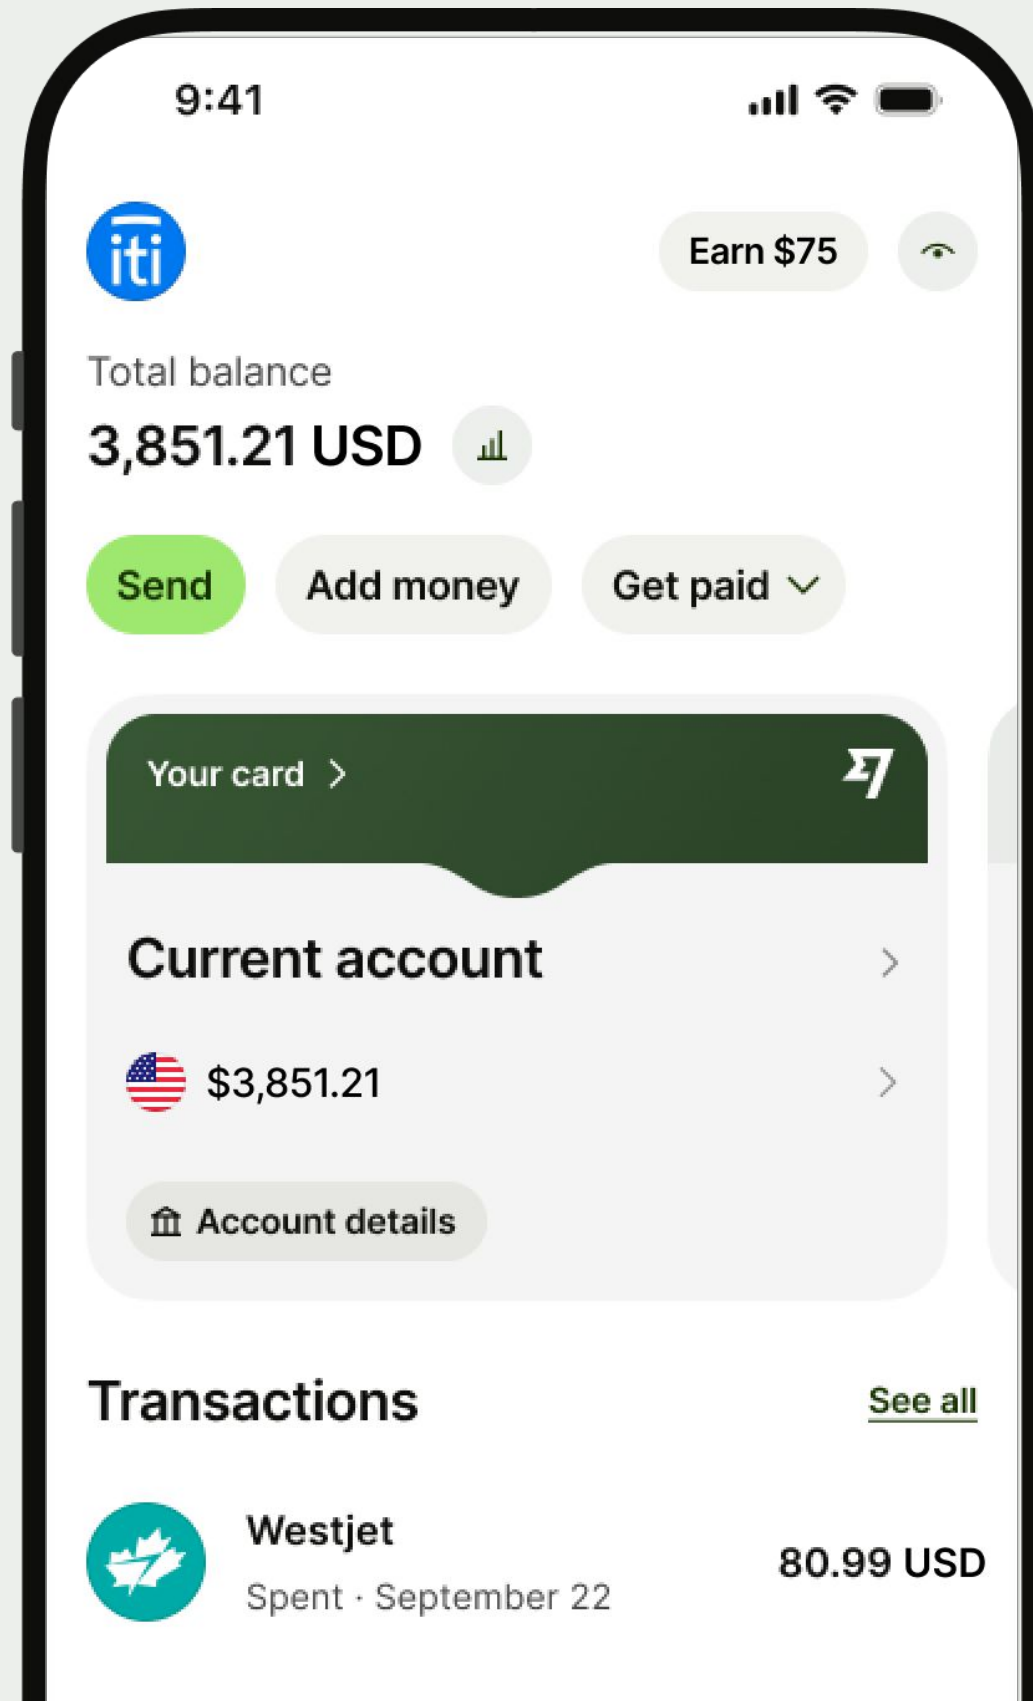 9:41
iti
Earn $75
Total balance
3,851.21 USD
Send
Add money
Get paid
Your card
Current account
$3,851.21
Account details
Transactions
See all
Westjet
80.99 USD
Spent · September 22